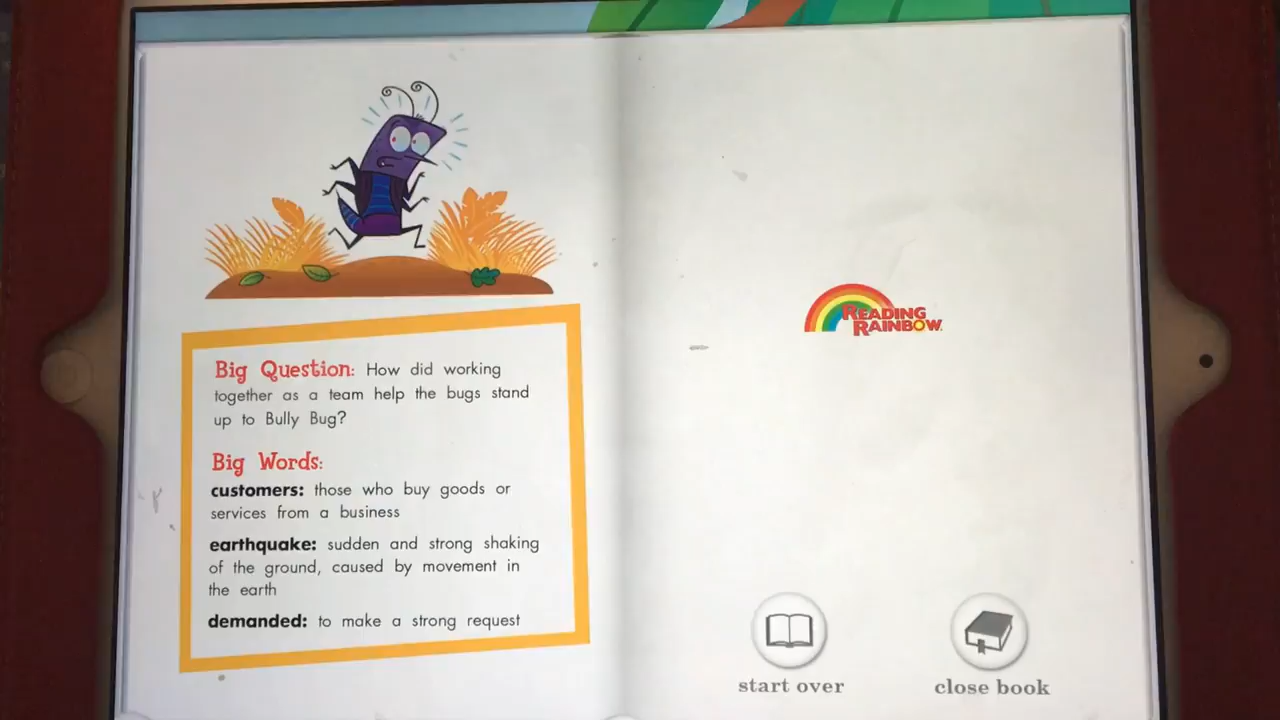 Big Question: How did working
together as a team help the bugs stand
up to Bully Bug?
Big Words:
customers: those who buy goods or
services from a business
earthquake: sudden and strong shaking
of the ground, caused by movement in
the earth
demanded: to make a strong request
READING
RAINBOW.
start over
close book